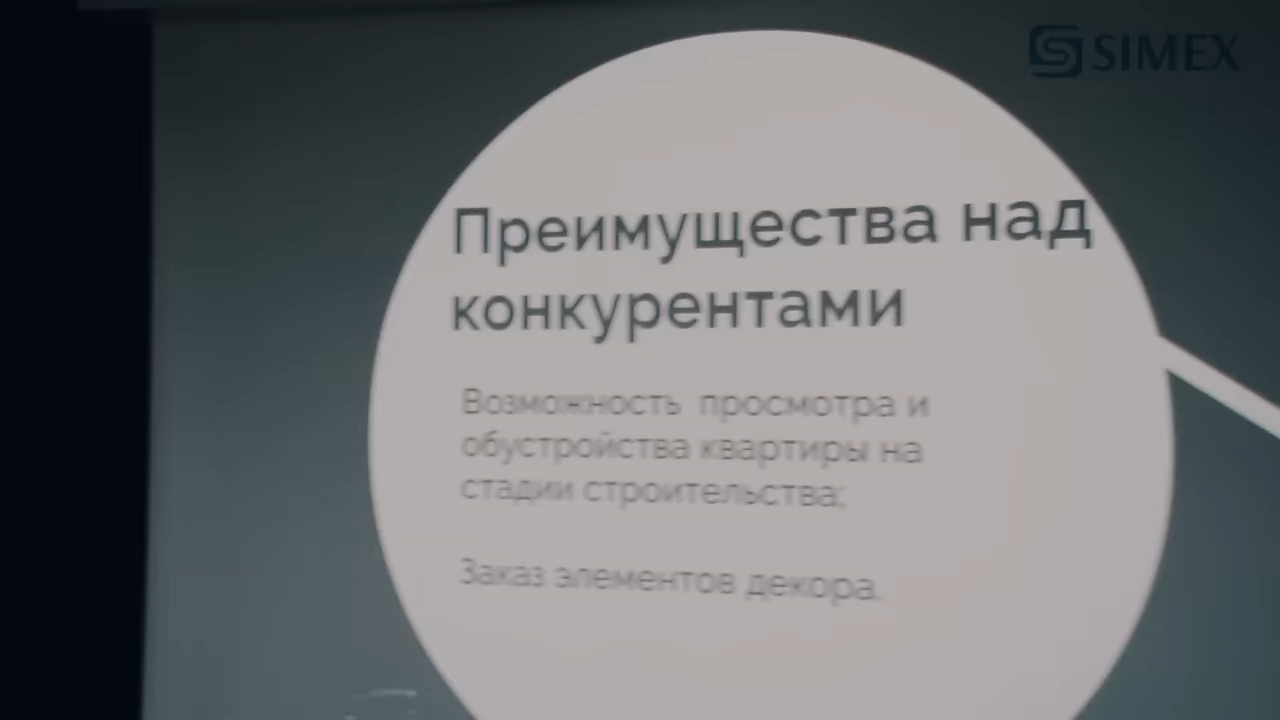 SIMEX
Преимущества над
конкурентами
Возможность просмотра и
обустройства квартиры на
стадии строительства;
Заказ элементов декора.